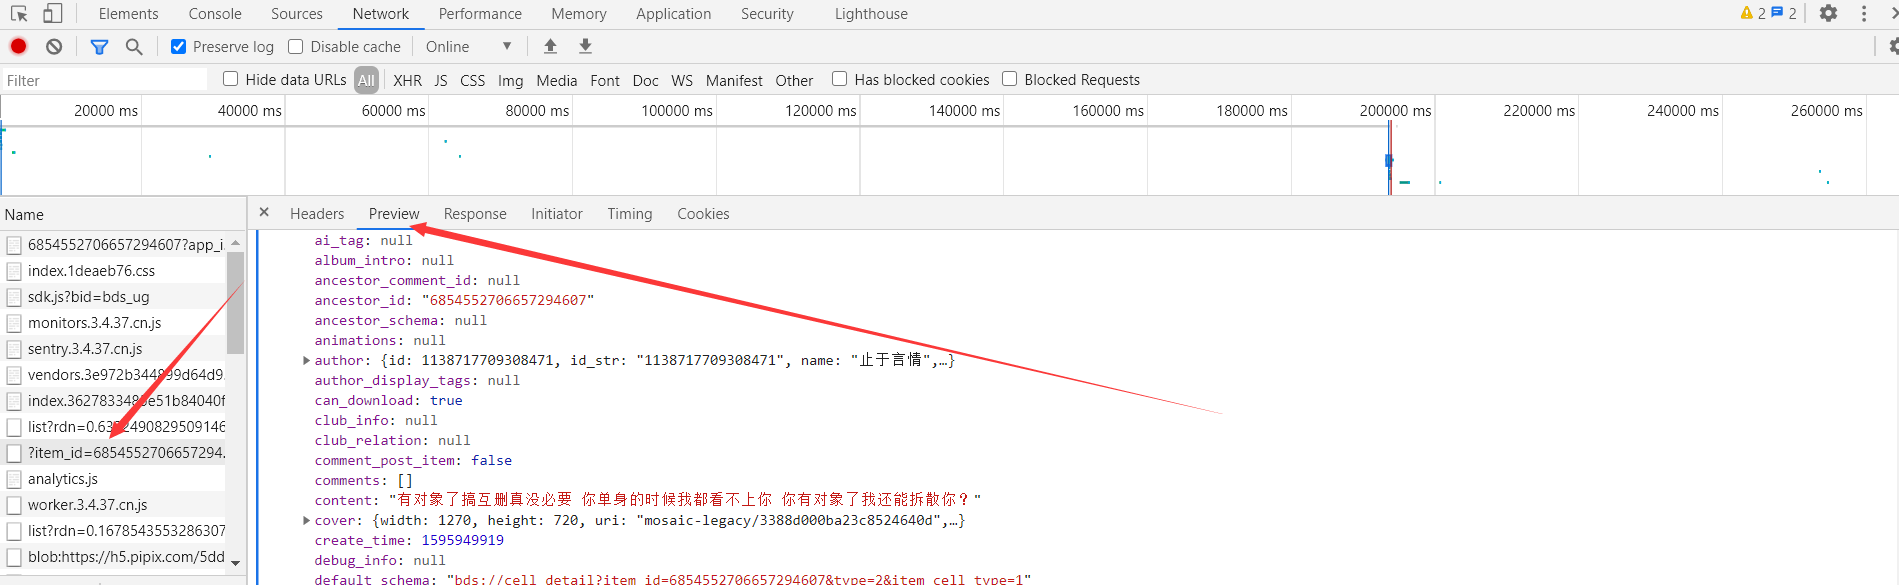 Elements Console Sources Network Performance Memory Application Security Lighthouse 2 2
Preserve log Disable cache Online
Filter Hide data URLs All XHR JS CSS Img Media Font Doc WS Manifest Other Has blocked cookies Blocked Requests
20000 ms 40000 ms 60000 ms 80000 ms 100000 ms 120000 ms 140000 ms 160000 ms 180000 ms 200000 ms 220000 ms 240000 ms 260000 ms
Name
6854552706657294607?app_i
index.1deaeb76.css
sdk.js?bid=bds_ug
monitors.3.4.37.cn.js
sentry.3.4.37.cn.js
vendors.3e972b344899d64d9
index.36278334 e51b84040f
list?rdn=0.63 2490829509146
?item_id=6854552706657294.
analytics.js
worker.3.4.37.cn.js
list?rdn=0.1678543553286307
blob:https://h5.pipix.com/5dd
× Headers Preview Response Initiator Timing Cookies
ai_tag: null
album_intro: null
ancestor_comment_id: null
ancestor_id: "6854552706657294607"
ancestor_schema: null
animations: null
author: {id: 1138717709308471, id_str: "1138717709308471", name: "止于言情",…}
author_display_tags: null
can_download: true
club_info: null
club_relation: null
comment_post_item: false
comments: []
content: "有对象了搞互删真没必要 你单身的时候我都看不上你 你有对象了我还能拆散你？"
cover: {width: 1270, height: 720, uri: "mosaic-legacy/3388d000ba23c8524640d",…}
create_time: 1595949919
debug_info: null
default_schema: "bds://cell_detail?item_id=6854552706657294607&type=2&item_cell_type=1"